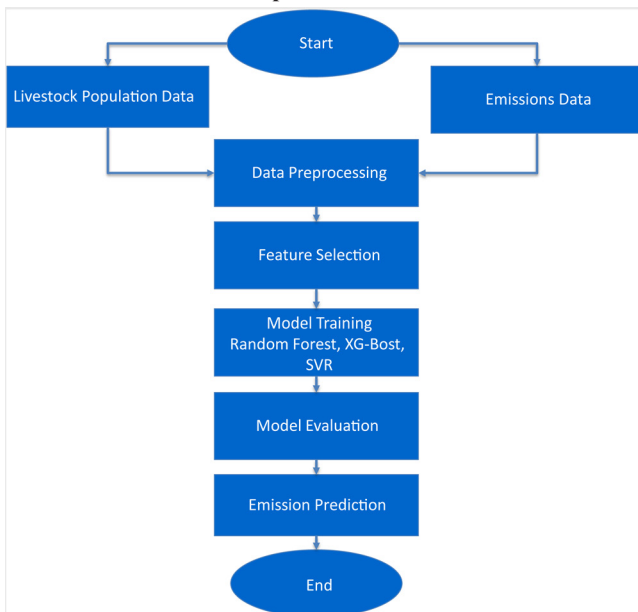 Start
Livestock Population Data
Emissions Data
Data Preprocessing
Feature Selection
Model Training
Random Forest, XG-Bost,
SVR
Model Evaluation
Emission Prediction
End